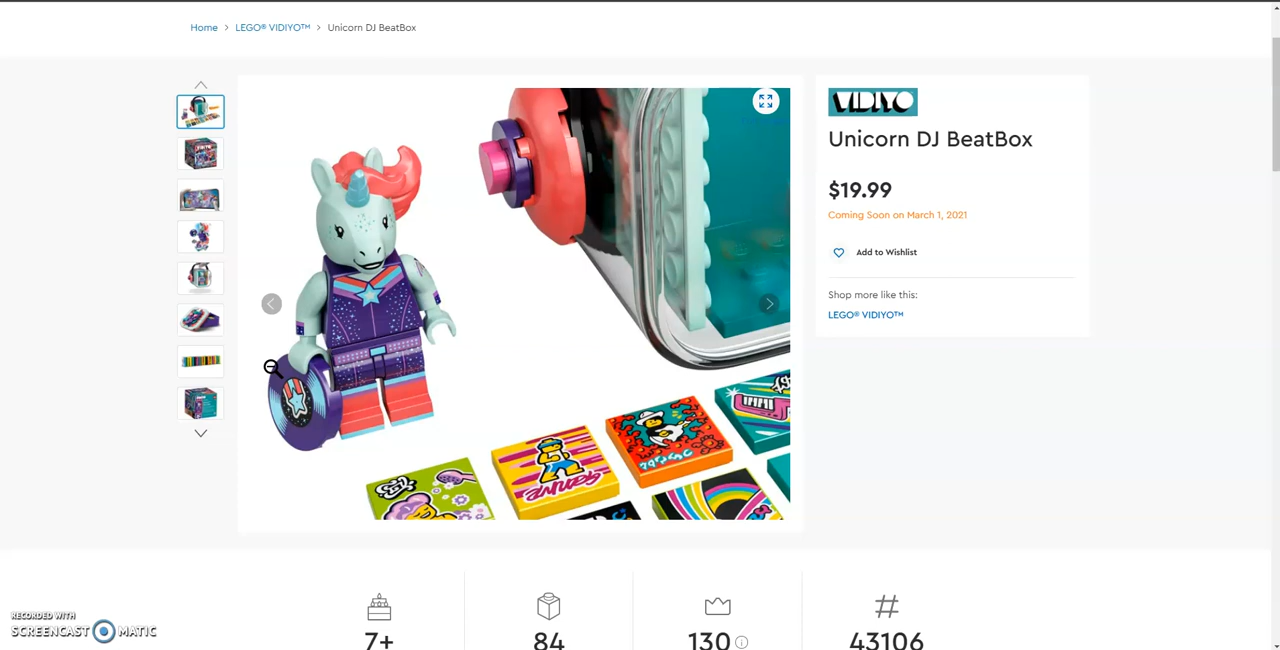 Home > LEGO® VIDIYO™ > Unicorn DJ BeatBox
VIDIYO
Unicorn DJ BeatBox
$19.99
Coming Soon on March 1, 2021
Add to Wishlist
Shop more like this:
LEGO® VIDIYO™
7+
84
130
43106
RECORDED WITH
SCREENCAST MATIC